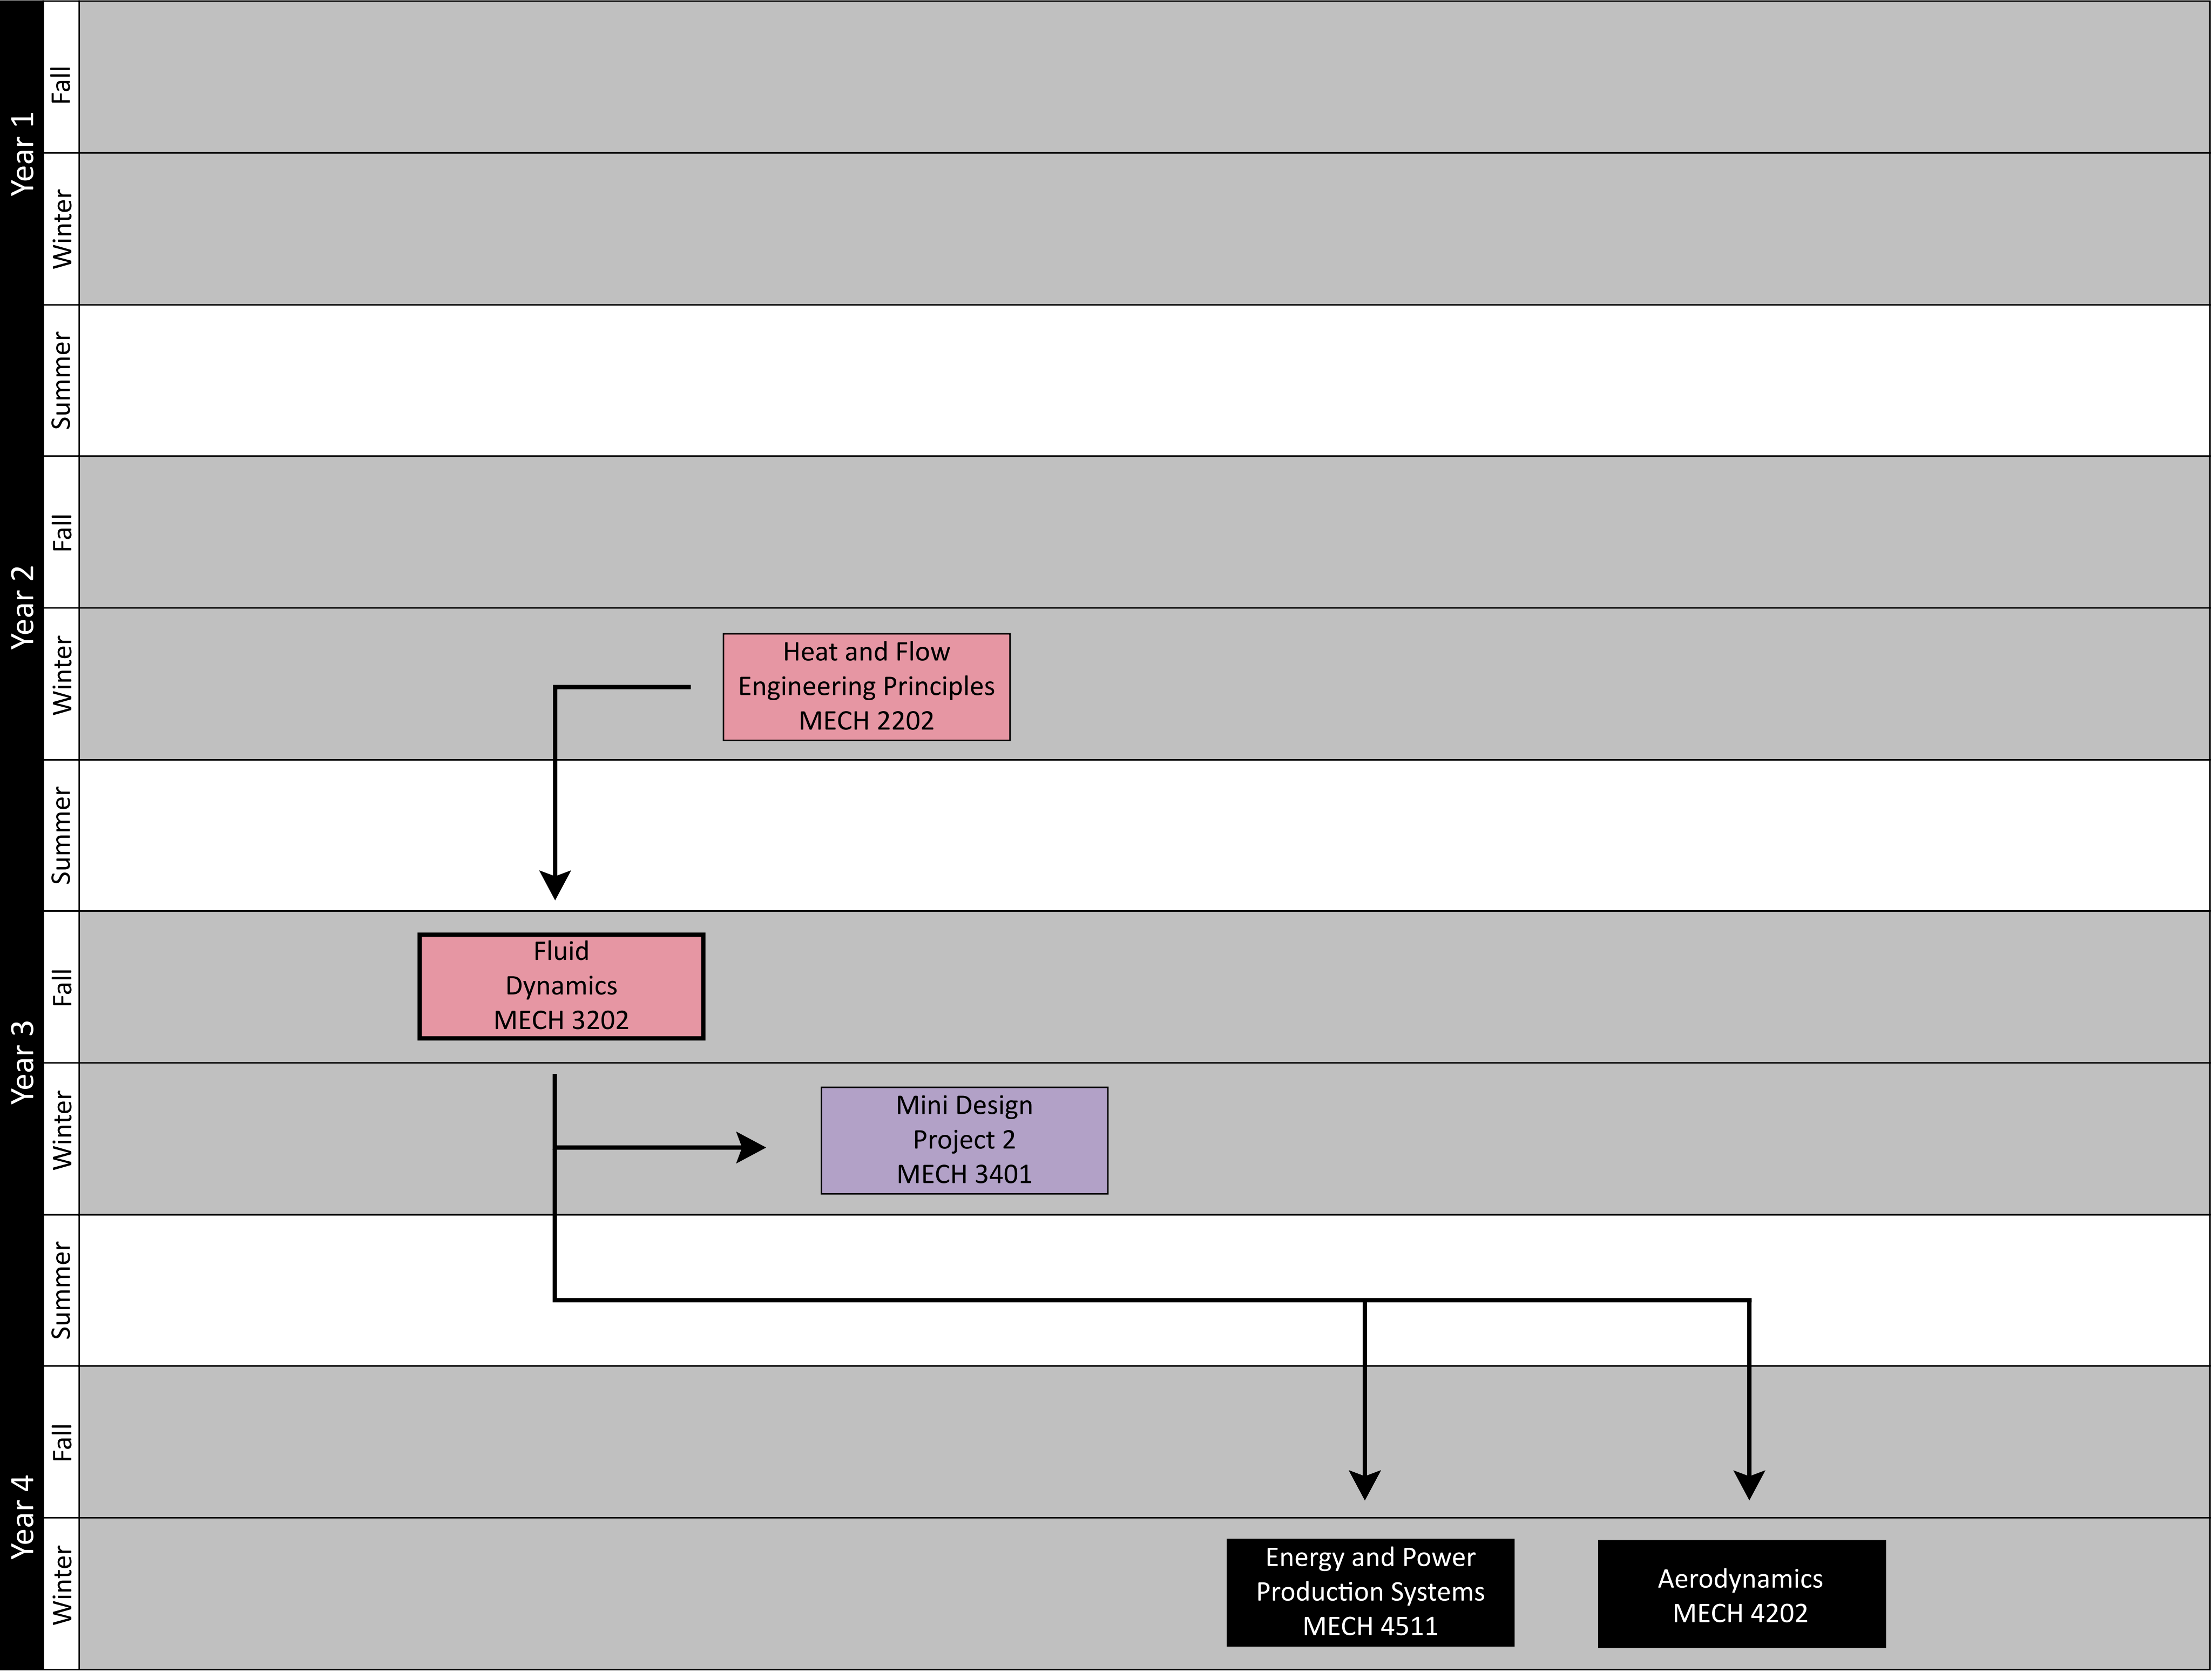 Year 1
Fall
Winter
Summer
Year 2
Fall
Winter
Heat and Flow
Engineering Principles
MECH 2202
Summer
Year 3
Fall
Fluid
Dynamics
MECH 3202
Winter
Mini Design
Project 2
MECH 3401
Summer
Year 4
Fall
Winter
Energy and Power
Production Systems
MECH 4511
Aerodynamics
MECH 4202